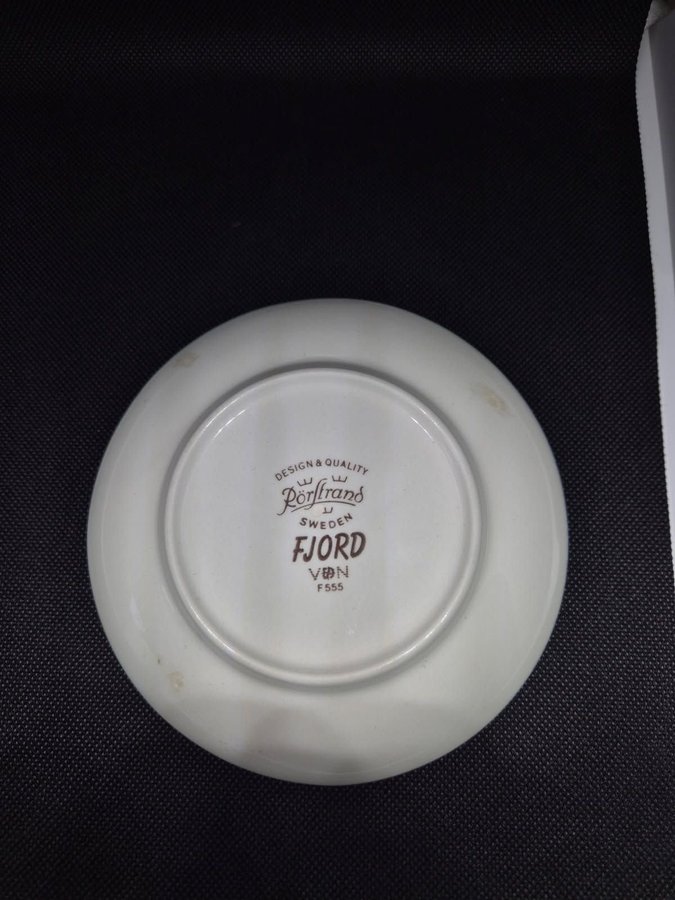 DESIGN & QUALITY
Rörstrand
SWEDEN
FJORD
VDN
F555